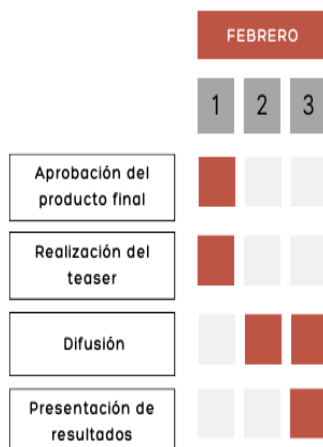 FEBRERO
1 2 3
Aprobación del
producto final
Realización del
teaser
Difusión
Presentación de
resultados